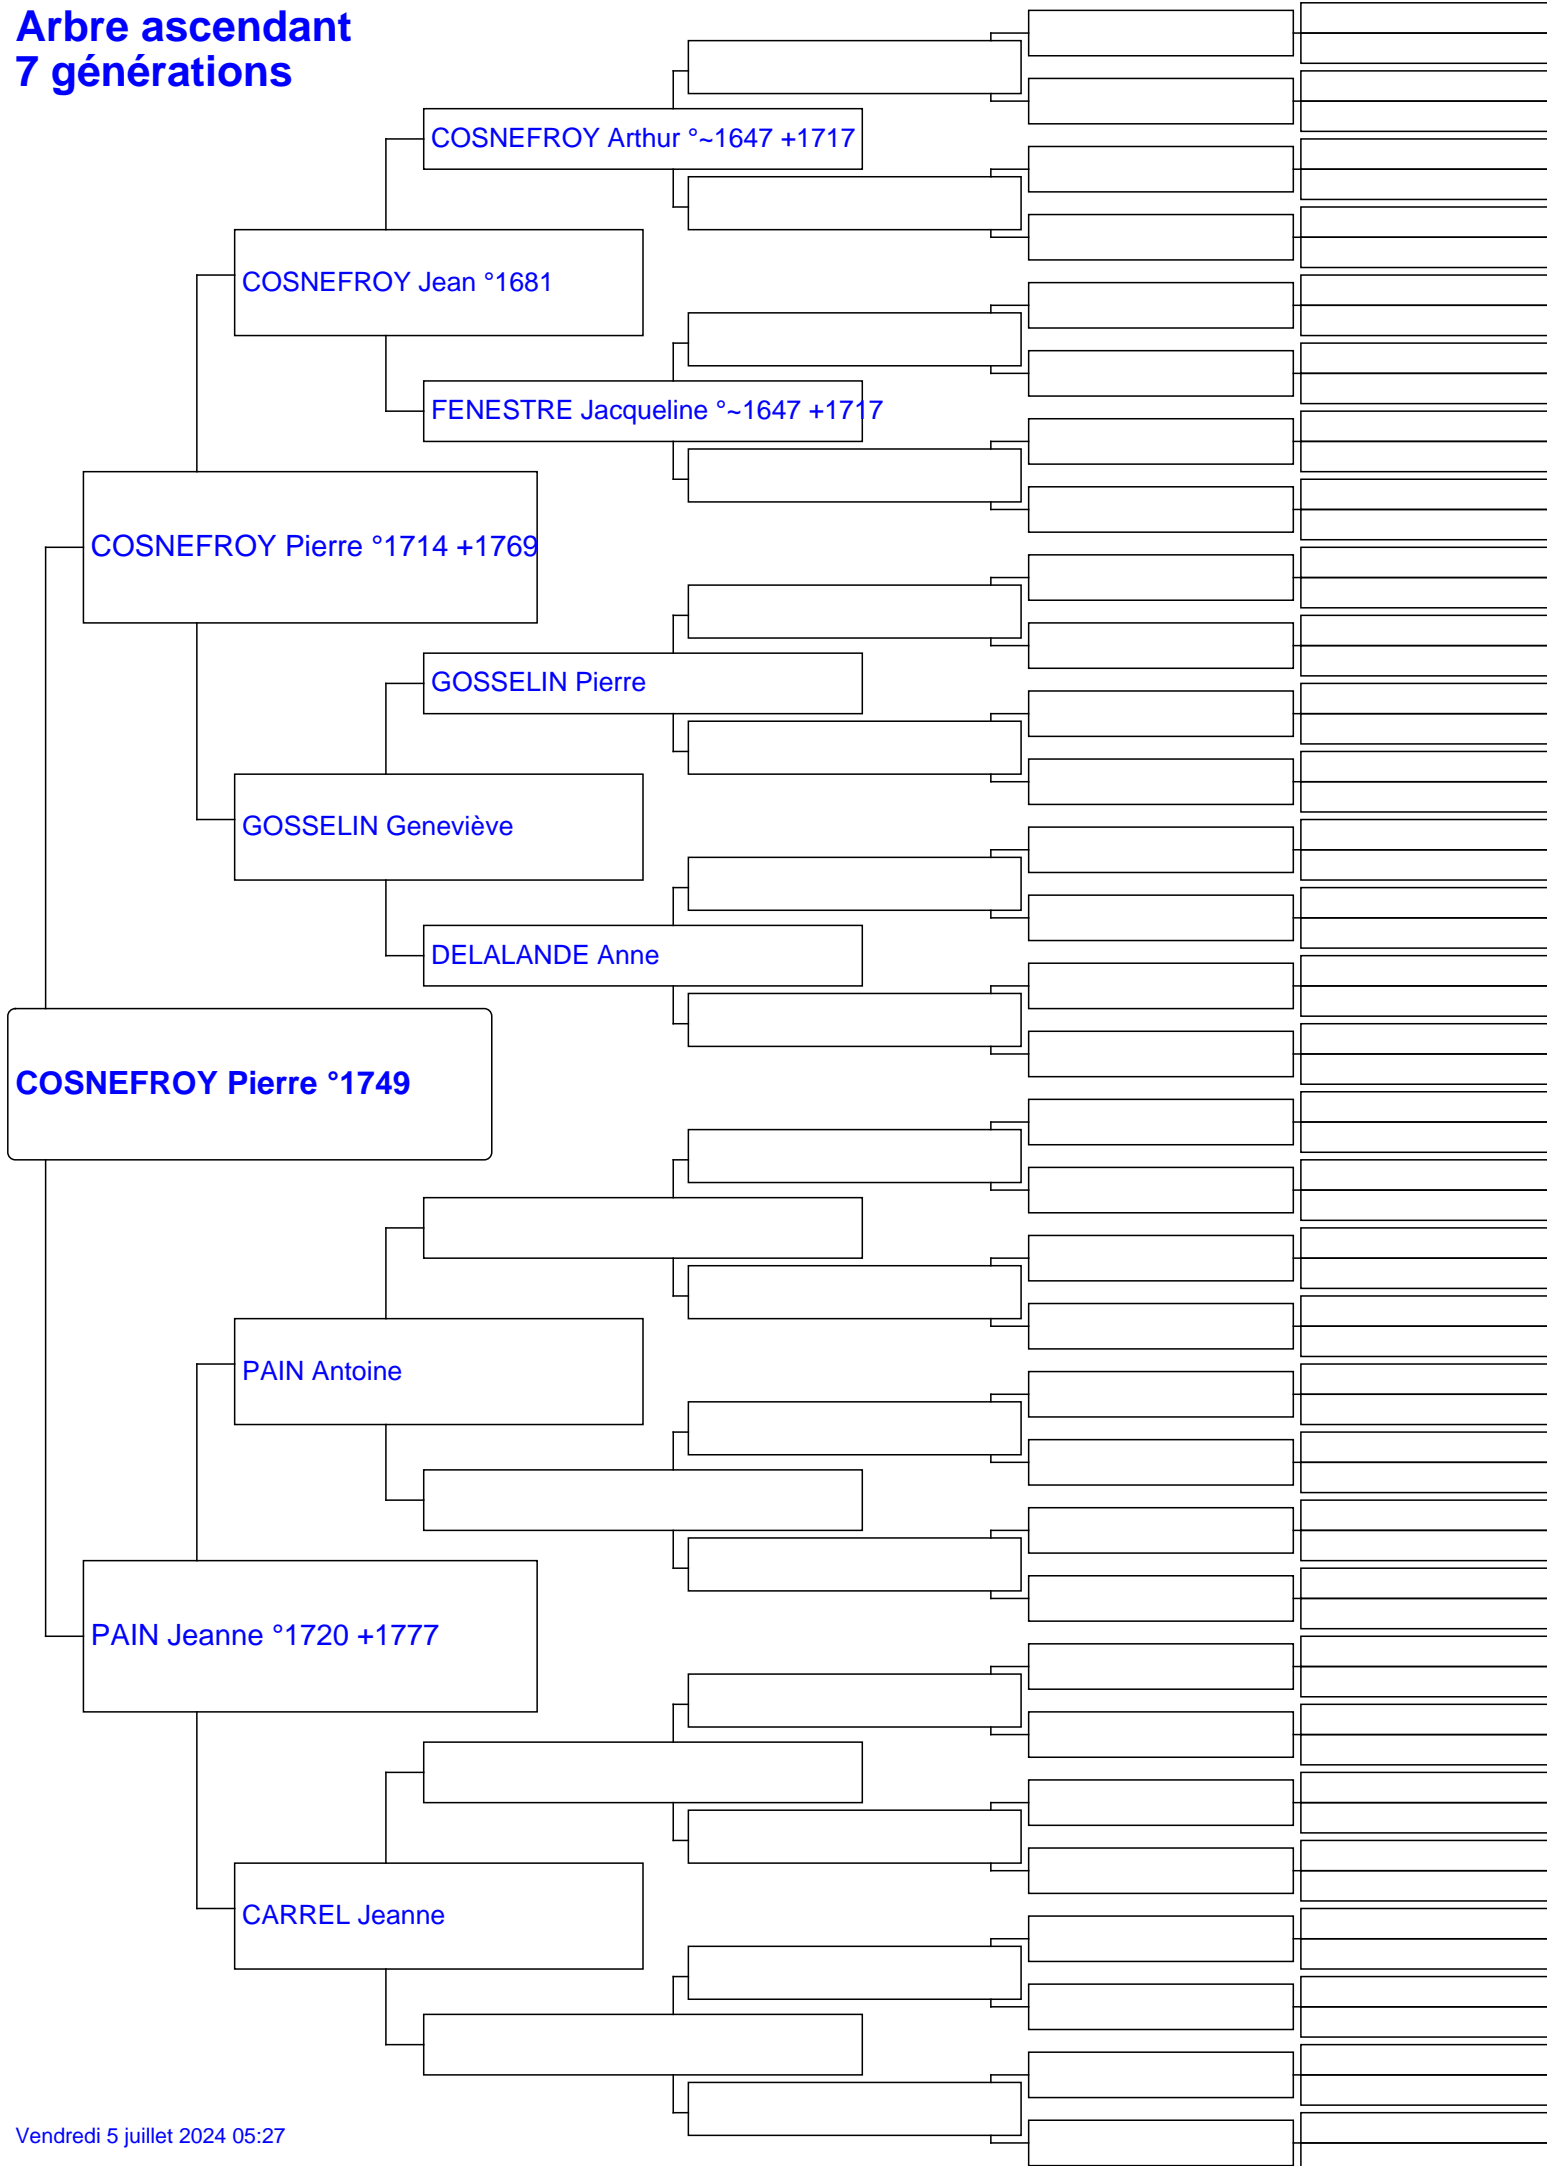 Arbre ascendant
7 générations
COSNEFROY Arthur °~1647 +1717
COSNEFROY Jean °1681
FENESTRE Jacqueline °~1647 +1717
COSNEFROY Pierre °1714 +1769
GOSSELIN Pierre
GOSSELIN Geneviève
DELALANDE Anne
COSNEFROY Pierre °1749
PAIN Antoine
PAIN Jeanne °1720 +1777
CARREL Jeanne
Vendredi 5 juillet 2024 05:27